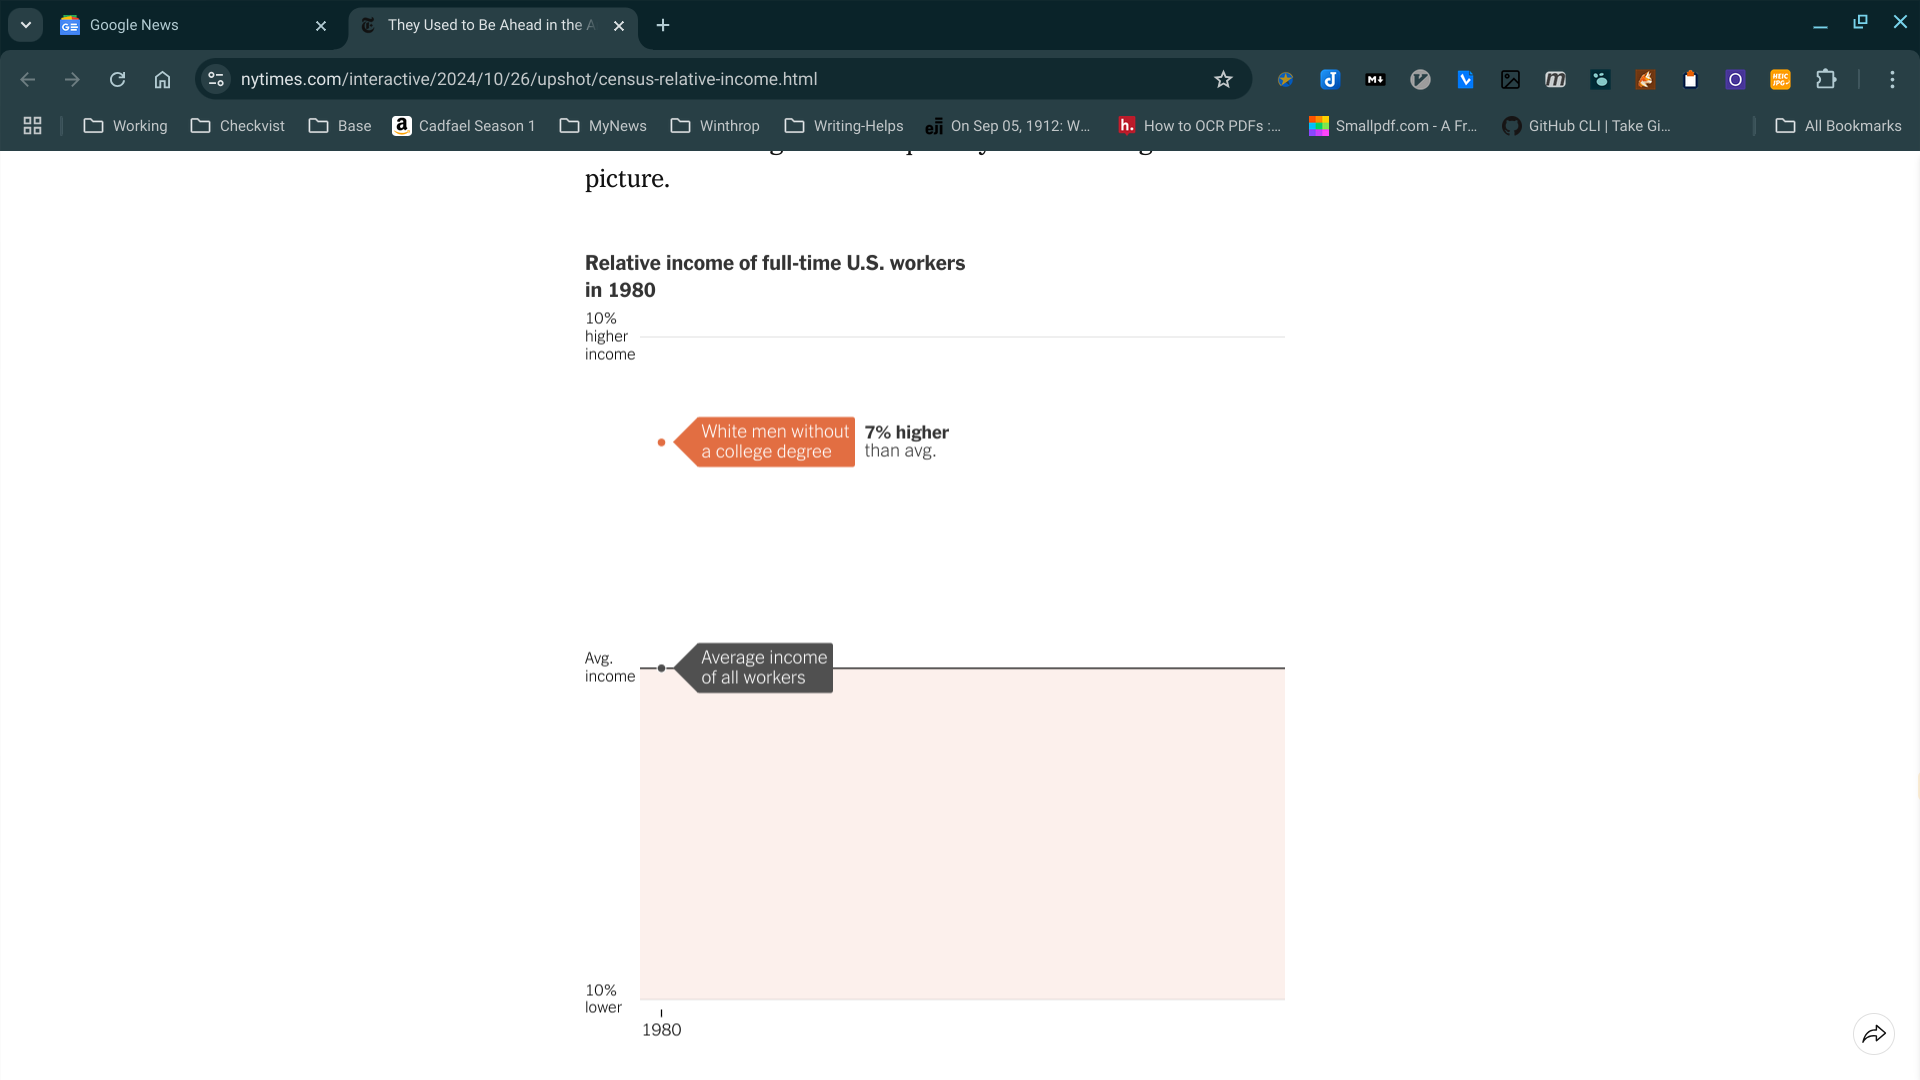 Google News
They Used to Be Ahead in the A
nytimes.com/interactive/2024/10/26/upshot/census-relative-income.html
Working
Checkvist
Base
Cadfael Season 1
MyNews
Winthrop
Writing-Helps
On Sep 05, 1912: W...
How to OCR PDFs :...
Smallpdf.com - A Fr...
GitHub CLI | Take Gi...
All Bookmarks
picture.
Relative income of full-time U.S. workers
in 1980
10%
higher
income
White men without
a college degree
7% higher
than avg.
Avg.
income
Average income
of all workers
10%
lower
1980